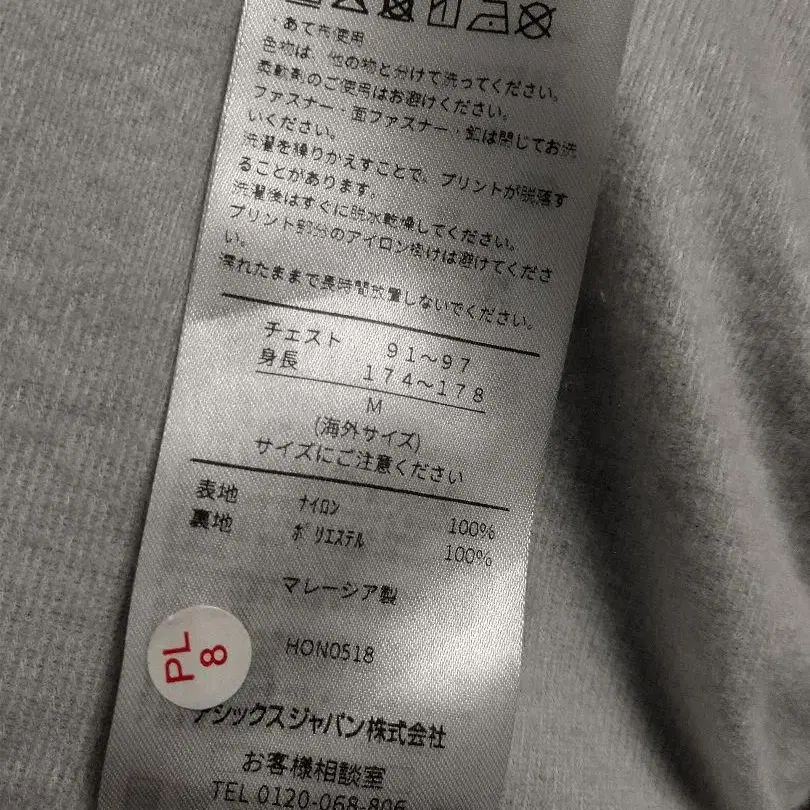 ・あて布使用
色物は、他の物と分けて洗ってください。
柔軟剤のご使用はお避けください。
ファスナー・面ファスナー・釦は閉じてお洗
いください。
洗濯を繰りかえすことで、プリントが脱落す
ることがあります。
洗濯後はすぐに脱水乾燥してください。
プリント部分のアイロン掛けは避けてくださ
い。
濡れたままで長時間放置しないでください。
チェスト 91〜97
身長 174〜178
M
(海外サイズ)
サイズにご注意ください
表地 ナイロン 100%
裏地 ポリエステル 100%
マレーシア製
PL
8
HON0518
アシックスジャパン株式会社
お客様相談室
TEL 0120-068-806